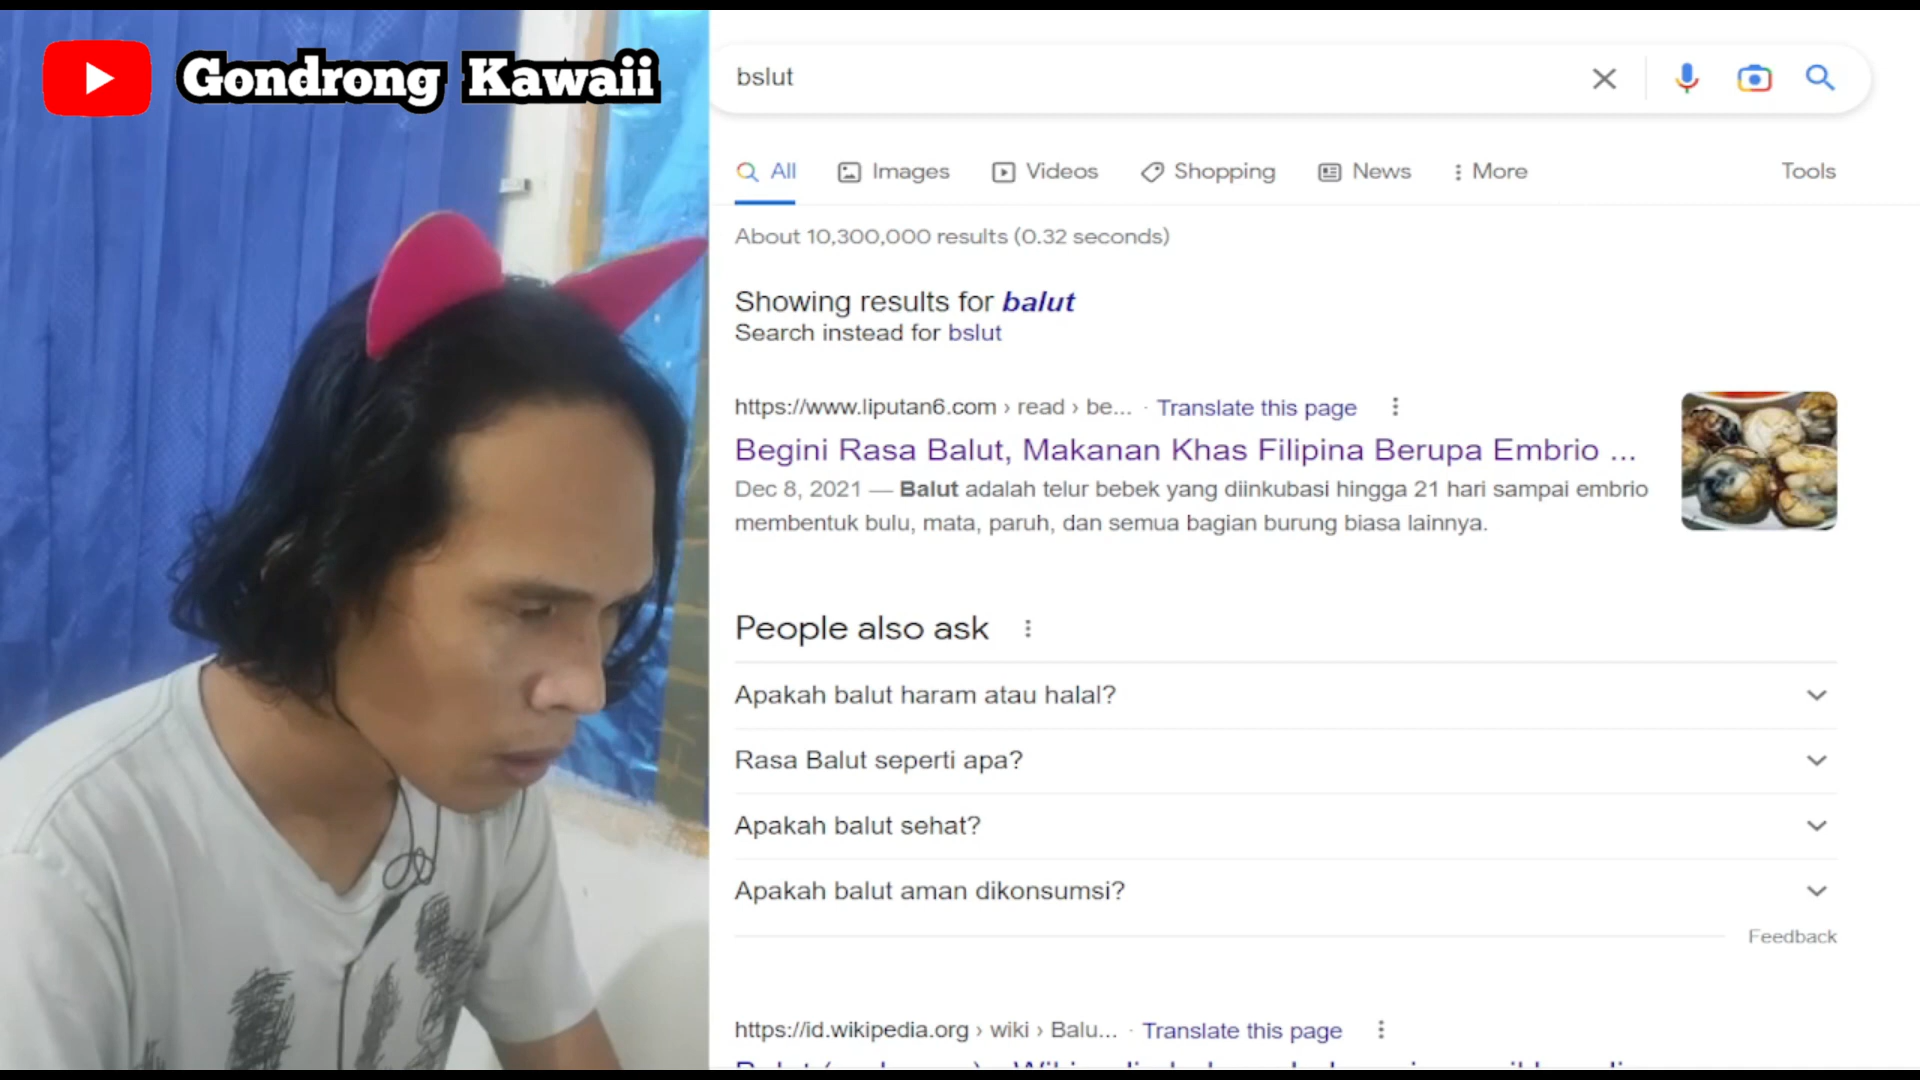 Gondrong Kawaii
bslut
All Images Videos Shopping News More Tools
About 10,300,000 results (0.32 seconds)
Showing results for balut
Search instead for bslut
https://www.liputan6.com › read › be... · Translate this page
Begini Rasa Balut, Makanan Khas Filipina Berupa Embrio ...
Dec 8, 2021 — Balut adalah telur bebek yang diinkubasi hingga 21 hari sampai embrio
membentuk bulu, mata, paruh, dan semua bagian burung biasa lainnya.
People also ask
Apakah balut haram atau halal?
Rasa Balut seperti apa?
Apakah balut sehat?
Apakah balut aman dikonsumsi?
Feedback
https://id.wikipedia.org › wiki › Balu... · Translate this page